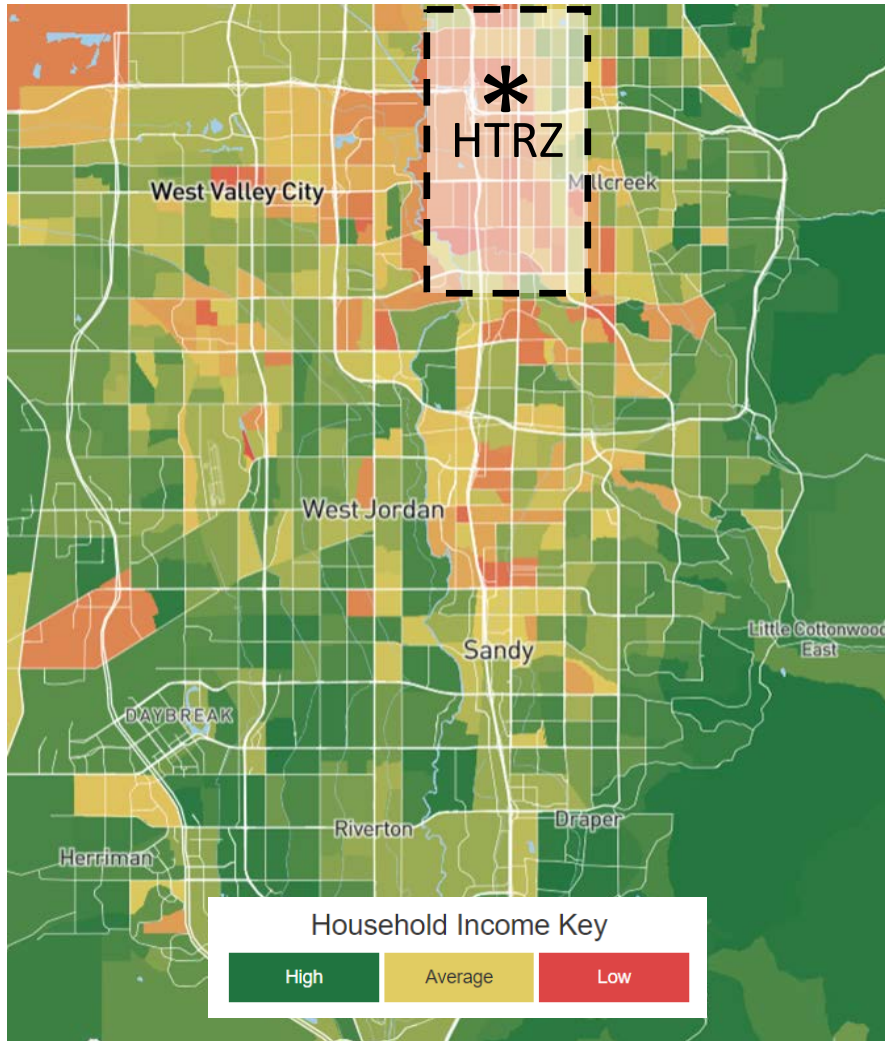 *
HTRZ
West Valley City
Millcreek
West Jordan
Sandy
Little Cottonwood
East
DAYBREAK
Riverton
Draper
Herriman
Household Income Key
High
Average
Low